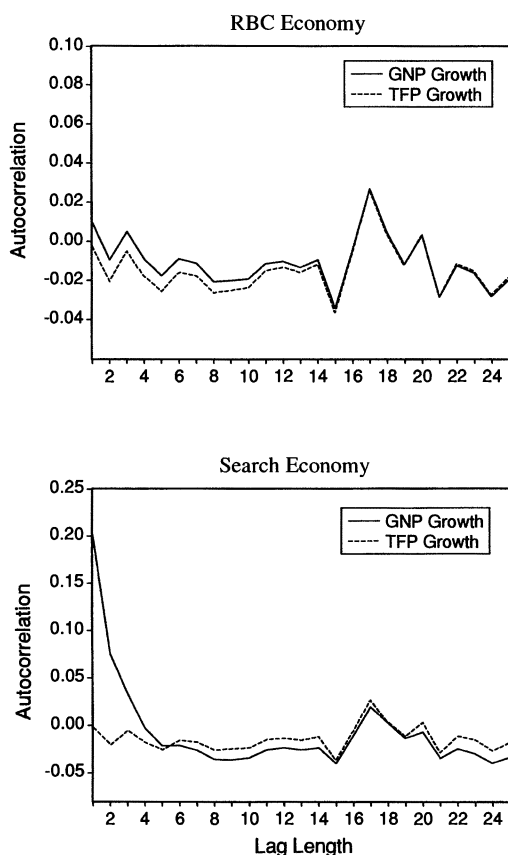 RBC Economy
0.10
0.08
0.06
0.04
0.02
0.00
-0.02
-0.04
Autocorrelation
GNP Growth
TFP Growth
2 4 6 8 10 12 14 16 18 20 22 24
Search Economy
0.25
0.20
0.15
0.10
0.05
0.00
-0.05
Autocorrelation
GNP Growth
TFP Growth
2 4 6 8 10 12 14 16 18 20 22 24
Lag Length